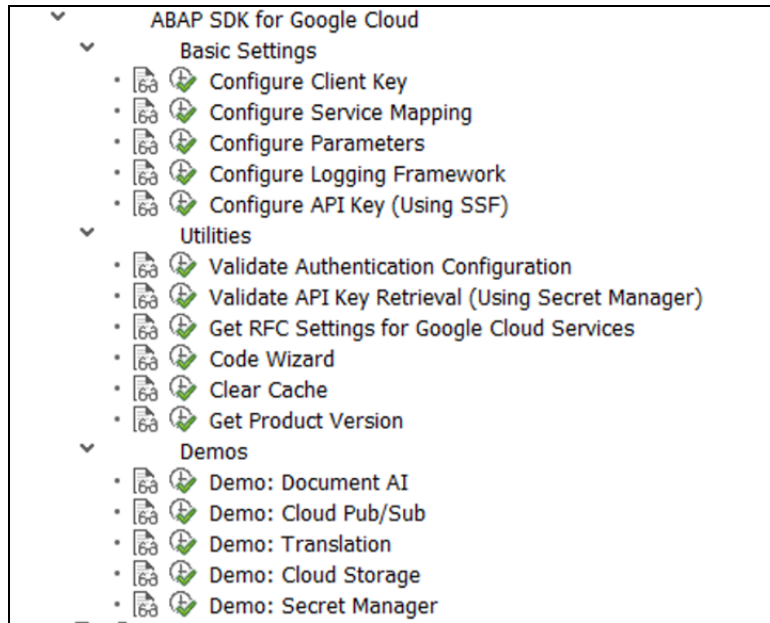 ABAP SDK for Google Cloud
Basic Settings
Configure Client Key
Configure Service Mapping
Configure Parameters
Configure Logging Framework
Configure API Key (Using SSF)
Utilities
Validate Authentication Configuration
Validate API Key Retrieval (Using Secret Manager)
Get RFC Settings for Google Cloud Services
Code Wizard
Clear Cache
Get Product Version
Demos
Demo: Document AI
Demo: Cloud Pub/Sub
Demo: Translation
Demo: Cloud Storage
Demo: Secret Manager